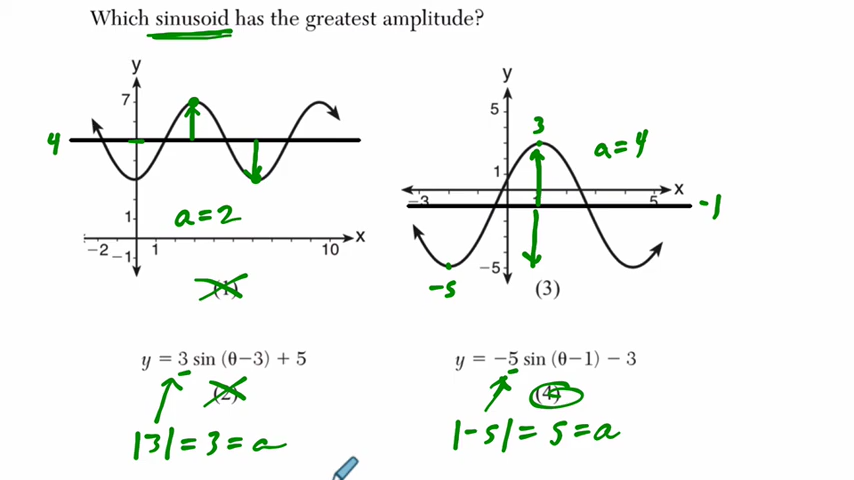 Which sinusoid has the greatest amplitude?
y
7
4
1
a = 2
x
-2
-1
1
10
(1)
y
5
3
a = 4
1
x
-3
5
-1
-5
-5
(3)
y = 3 sin (θ−3) + 5
(2)
|3| = 3 = a
y = −5 sin (θ−1) − 3
(4)
|-5| = 5 = a